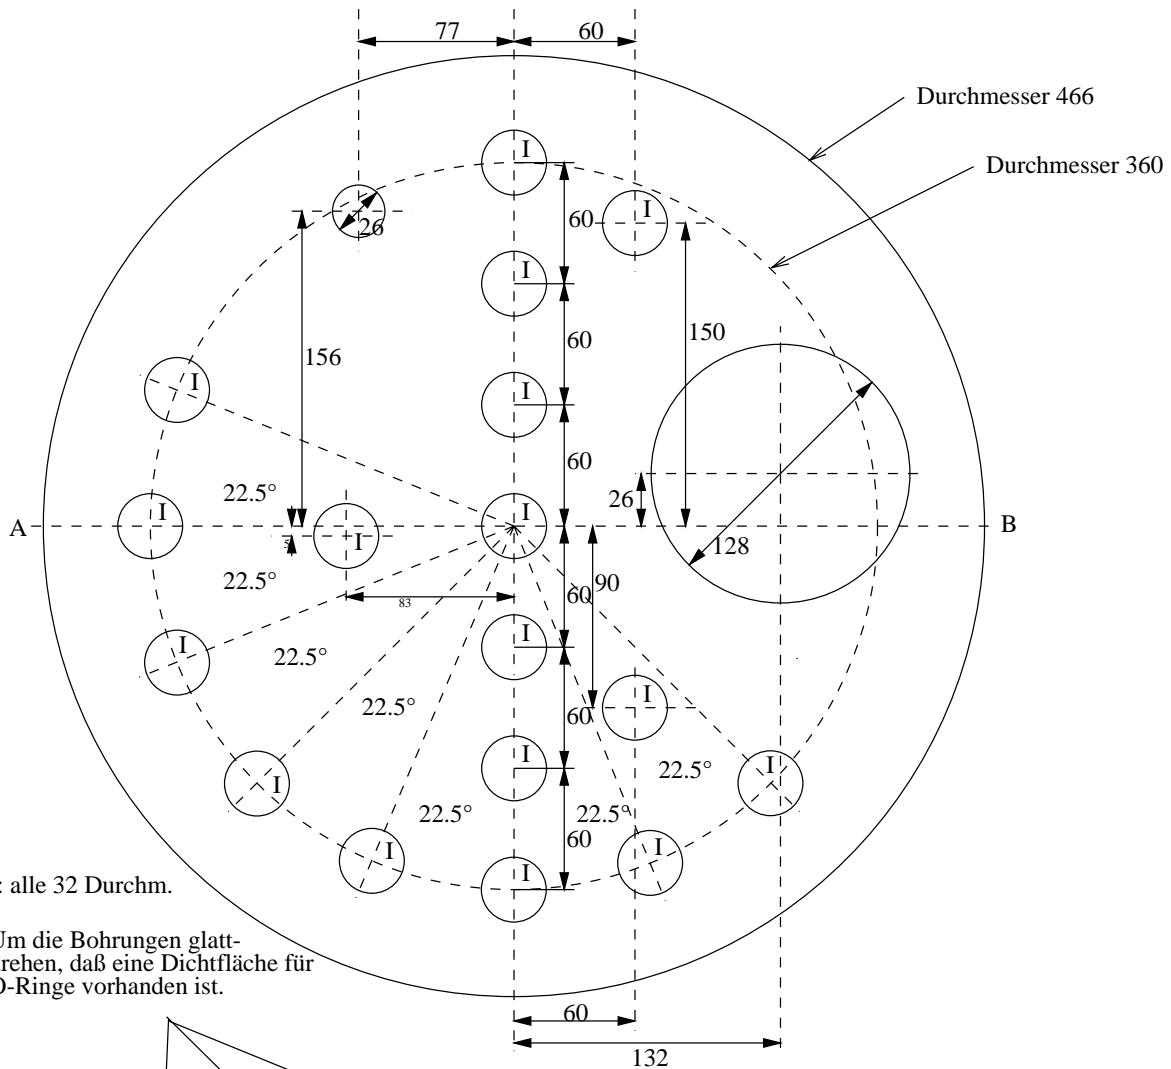 77
60
Durchmesser 466
Durchmesser 360
I
I
26
60
I
150
156
60
I
I
60
I
22.5°
26
A
I
I
I
B
5
128
22.5°
83
60
90
I
I
22.5°
I
22.5°
60
22.5°
I
I
22.5°
22.5°
60
I
I
I
: alle 32 Durchm.
Um die Bohrungen glatt-
rehen, daß eine Dichtfläche für
O-Ringe vorhanden ist.
60
132